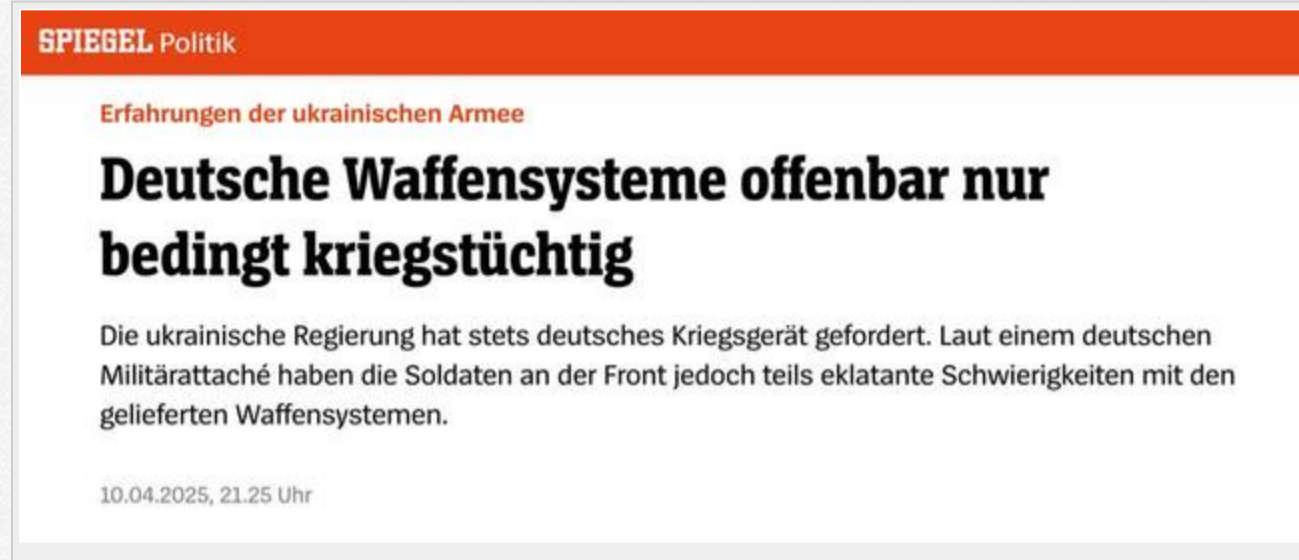 SPIEGEL Politik
Erfahrungen der ukrainischen Armee
Deutsche Waffensysteme offenbar nur
bedingt kriegstüchtig
Die ukrainische Regierung hat stets deutsches Kriegsgerät gefordert. Laut einem deutschen
Militärattaché haben die Soldaten an der Front jedoch teils eklatante Schwierigkeiten mit den
gelieferten Waffensystemen.
10.04.2025, 21.25 Uhr